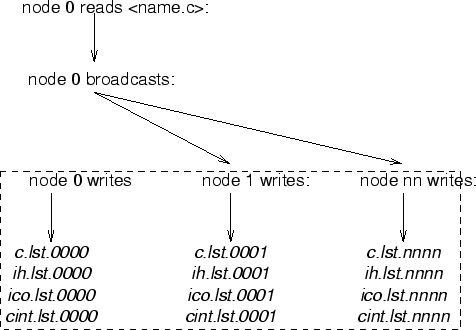 node 0 reads <name.c>:
node 0 broadcasts:
node 0 writes node 1 writes: node nn writes:
c.lst.0000 c.lst.0001 c.lst.nnnn
ih.lst.0000 ih.lst.0001 ih.lst.nnnn
ico.lst.0000 ico.lst.0001 ico.lst.nnnn
cint.lst.0000 cint.lst.0001 cint.lst.nnnn